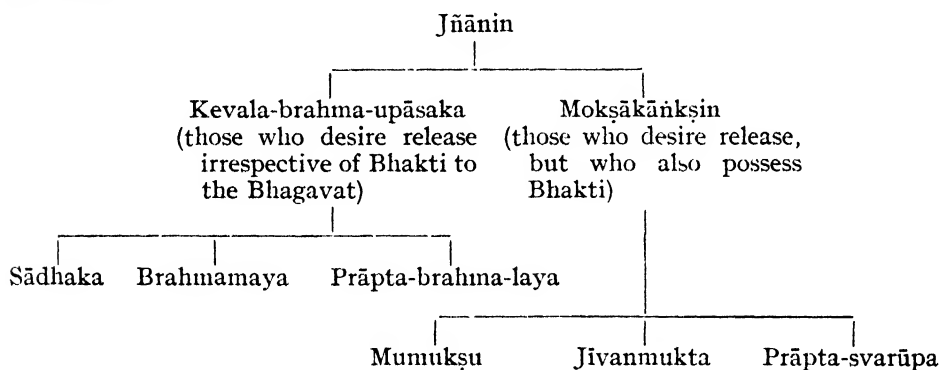 Jñānin
Kevala-brahma-upāsaka
(those who desire release
irrespective of Bhakti to
the Bhagavat)
Mokṣākāṅkṣin
(those who desire release,
but who also possess
Bhakti)
Sādhaka Brahmamaya Prāpta-brahma-laya
Mumukṣu Jīvanmukta Prāpta-svarūpa